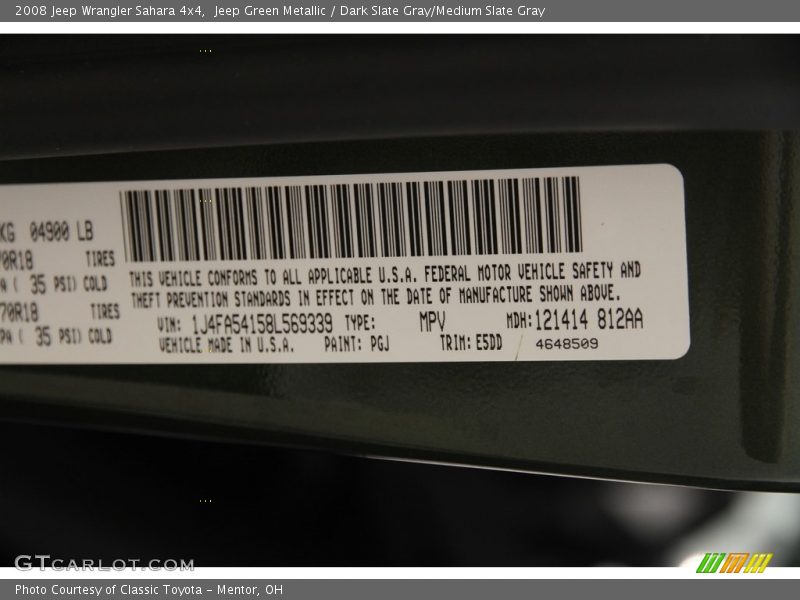 2008 Jeep Wrangler Sahara 4x4,  Jeep Green Metallic / Dark Slate Gray/Medium Slate Gray
KG 04900 LB
70R18 TIRES
PA ( 35 PSI) COLD
70R18 TIRES
PA ( 35 PSI) COLD
THIS VEHICLE CONFORMS TO ALL APPLICABLE U.S.A. FEDERAL MOTOR VEHICLE SAFETY AND
THEFT PREVENTION STANDARDS IN EFFECT ON THE DATE OF MANUFACTURE SHOWN ABOVE.
VIN: 1J4FA54158L569339 TYPE: MPV MDH:121414 812AA
VEHICLE MADE IN U.S.A. PAINT: PGJ TRIM: E5DD 4648509
GTCARLOT.COM
Photo Courtesy of Classic Toyota - Mentor, OH